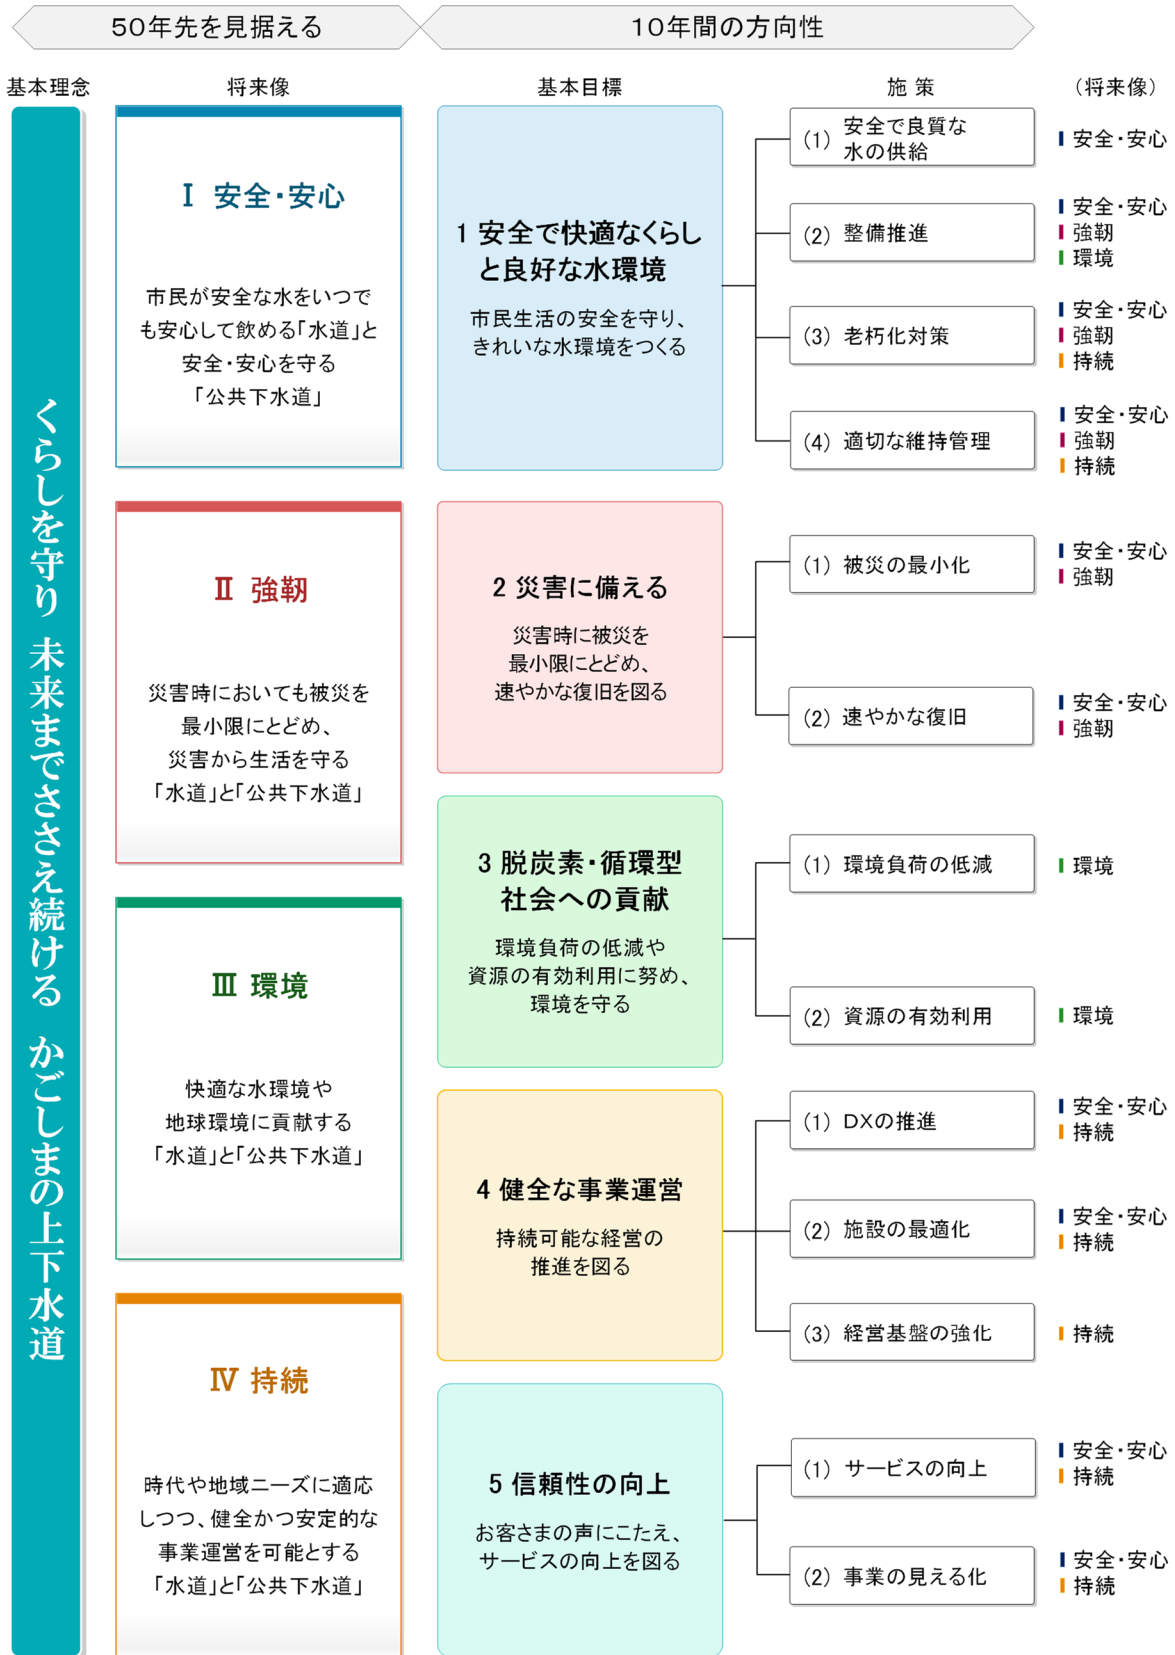 50年先を見据える
10年間の方向性
基本理念
将来像
基本目標
施策
(将来像)
くらしを守り 未来までささえ続ける かごしまの上下水道
Ⅰ 安全・安心
市民が安全な水をいつで
も安心して飲める「水道」と
安全・安心を守る
「公共下水道」
Ⅱ 強靭
災害時においても被災を
最小限にとどめ、
災害から生活を守る
「水道」と「公共下水道」
Ⅲ 環境
快適な水環境や
地球環境に貢献する
「水道」と「公共下水道」
Ⅳ 持続
時代や地域ニーズに適応
しつつ、健全かつ安定的な
事業運営を可能とする
「水道」と「公共下水道」
1 安全で快適なくらし
と良好な水環境
市民生活の安全を守り、
きれいな水環境をつくる
(1) 安全で良質な
水の供給
安全・安心
(2) 整備推進
安全・安心
強靭
環境
(3) 老朽化対策
安全・安心
強靭
持続
(4) 適切な維持管理
安全・安心
強靭
持続
2 災害に備える
災害時に被災を
最小限にとどめ、
速やかな復旧を図る
(1) 被災の最小化
安全・安心
強靭
(2) 速やかな復旧
安全・安心
強靭
3 脱炭素・循環型
社会への貢献
環境負荷の低減や
資源の有効利用に努め、
環境を守る
(1) 環境負荷の低減
環境
(2) 資源の有効利用
環境
4 健全な事業運営
持続可能な経営の
推進を図る
(1) DXの推進
安全・安心
持続
(2) 施設の最適化
安全・安心
持続
(3) 経営基盤の強化
持続
5 信頼性の向上
お客さまの声にこたえ、
サービスの向上を図る
(1) サービスの向上
安全・安心
持続
(2) 事業の見える化
安全・安心
持続